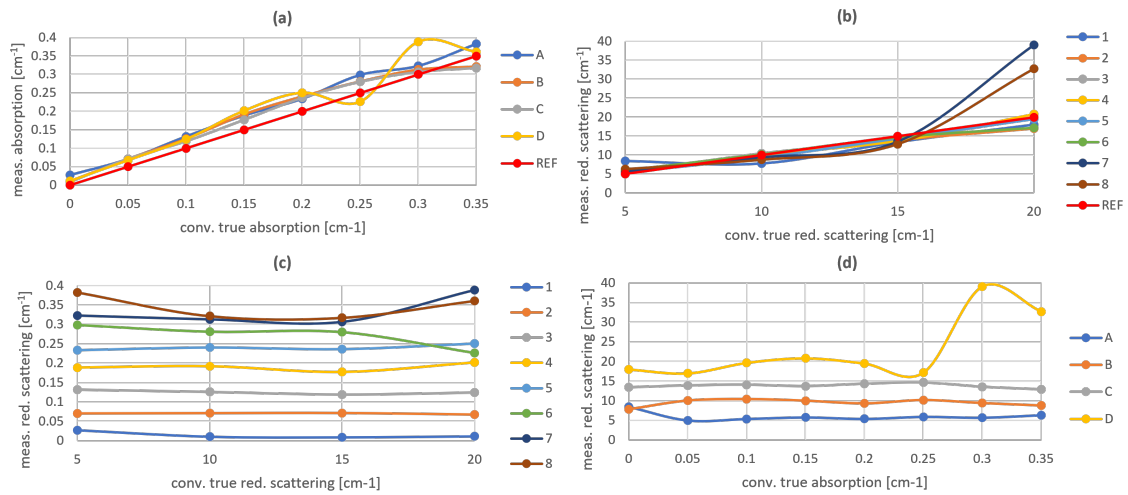 (a)
meas. absorption [cm⁻¹]
0.4
0.35
0.3
0.25
0.2
0.15
0.1
0.05
0
0 0.05 0.1 0.15 0.2 0.25 0.3 0.35
conv. true absorption [cm-1]
A
B
C
D
REF
(b)
meas. red. scattering [cm⁻¹]
40
35
30
25
20
15
10
5
0
5 10 15 20
conv. true red. scattering [cm-1]
1
2
3
4
5
6
7
8
REF
(c)
meas. red. scattering [cm-1]
0.4
0.35
0.3
0.25
0.2
0.15
0.1
0.05
0
5 10 15 20
conv. true red. scattering [cm-1]
1
2
3
4
5
6
7
8
(d)
meas. red. scattering [cm-1]
40
35
30
25
20
15
10
5
0
0 0.05 0.1 0.15 0.2 0.25 0.3 0.35
conv. true absorption [cm-1]
A
B
C
D